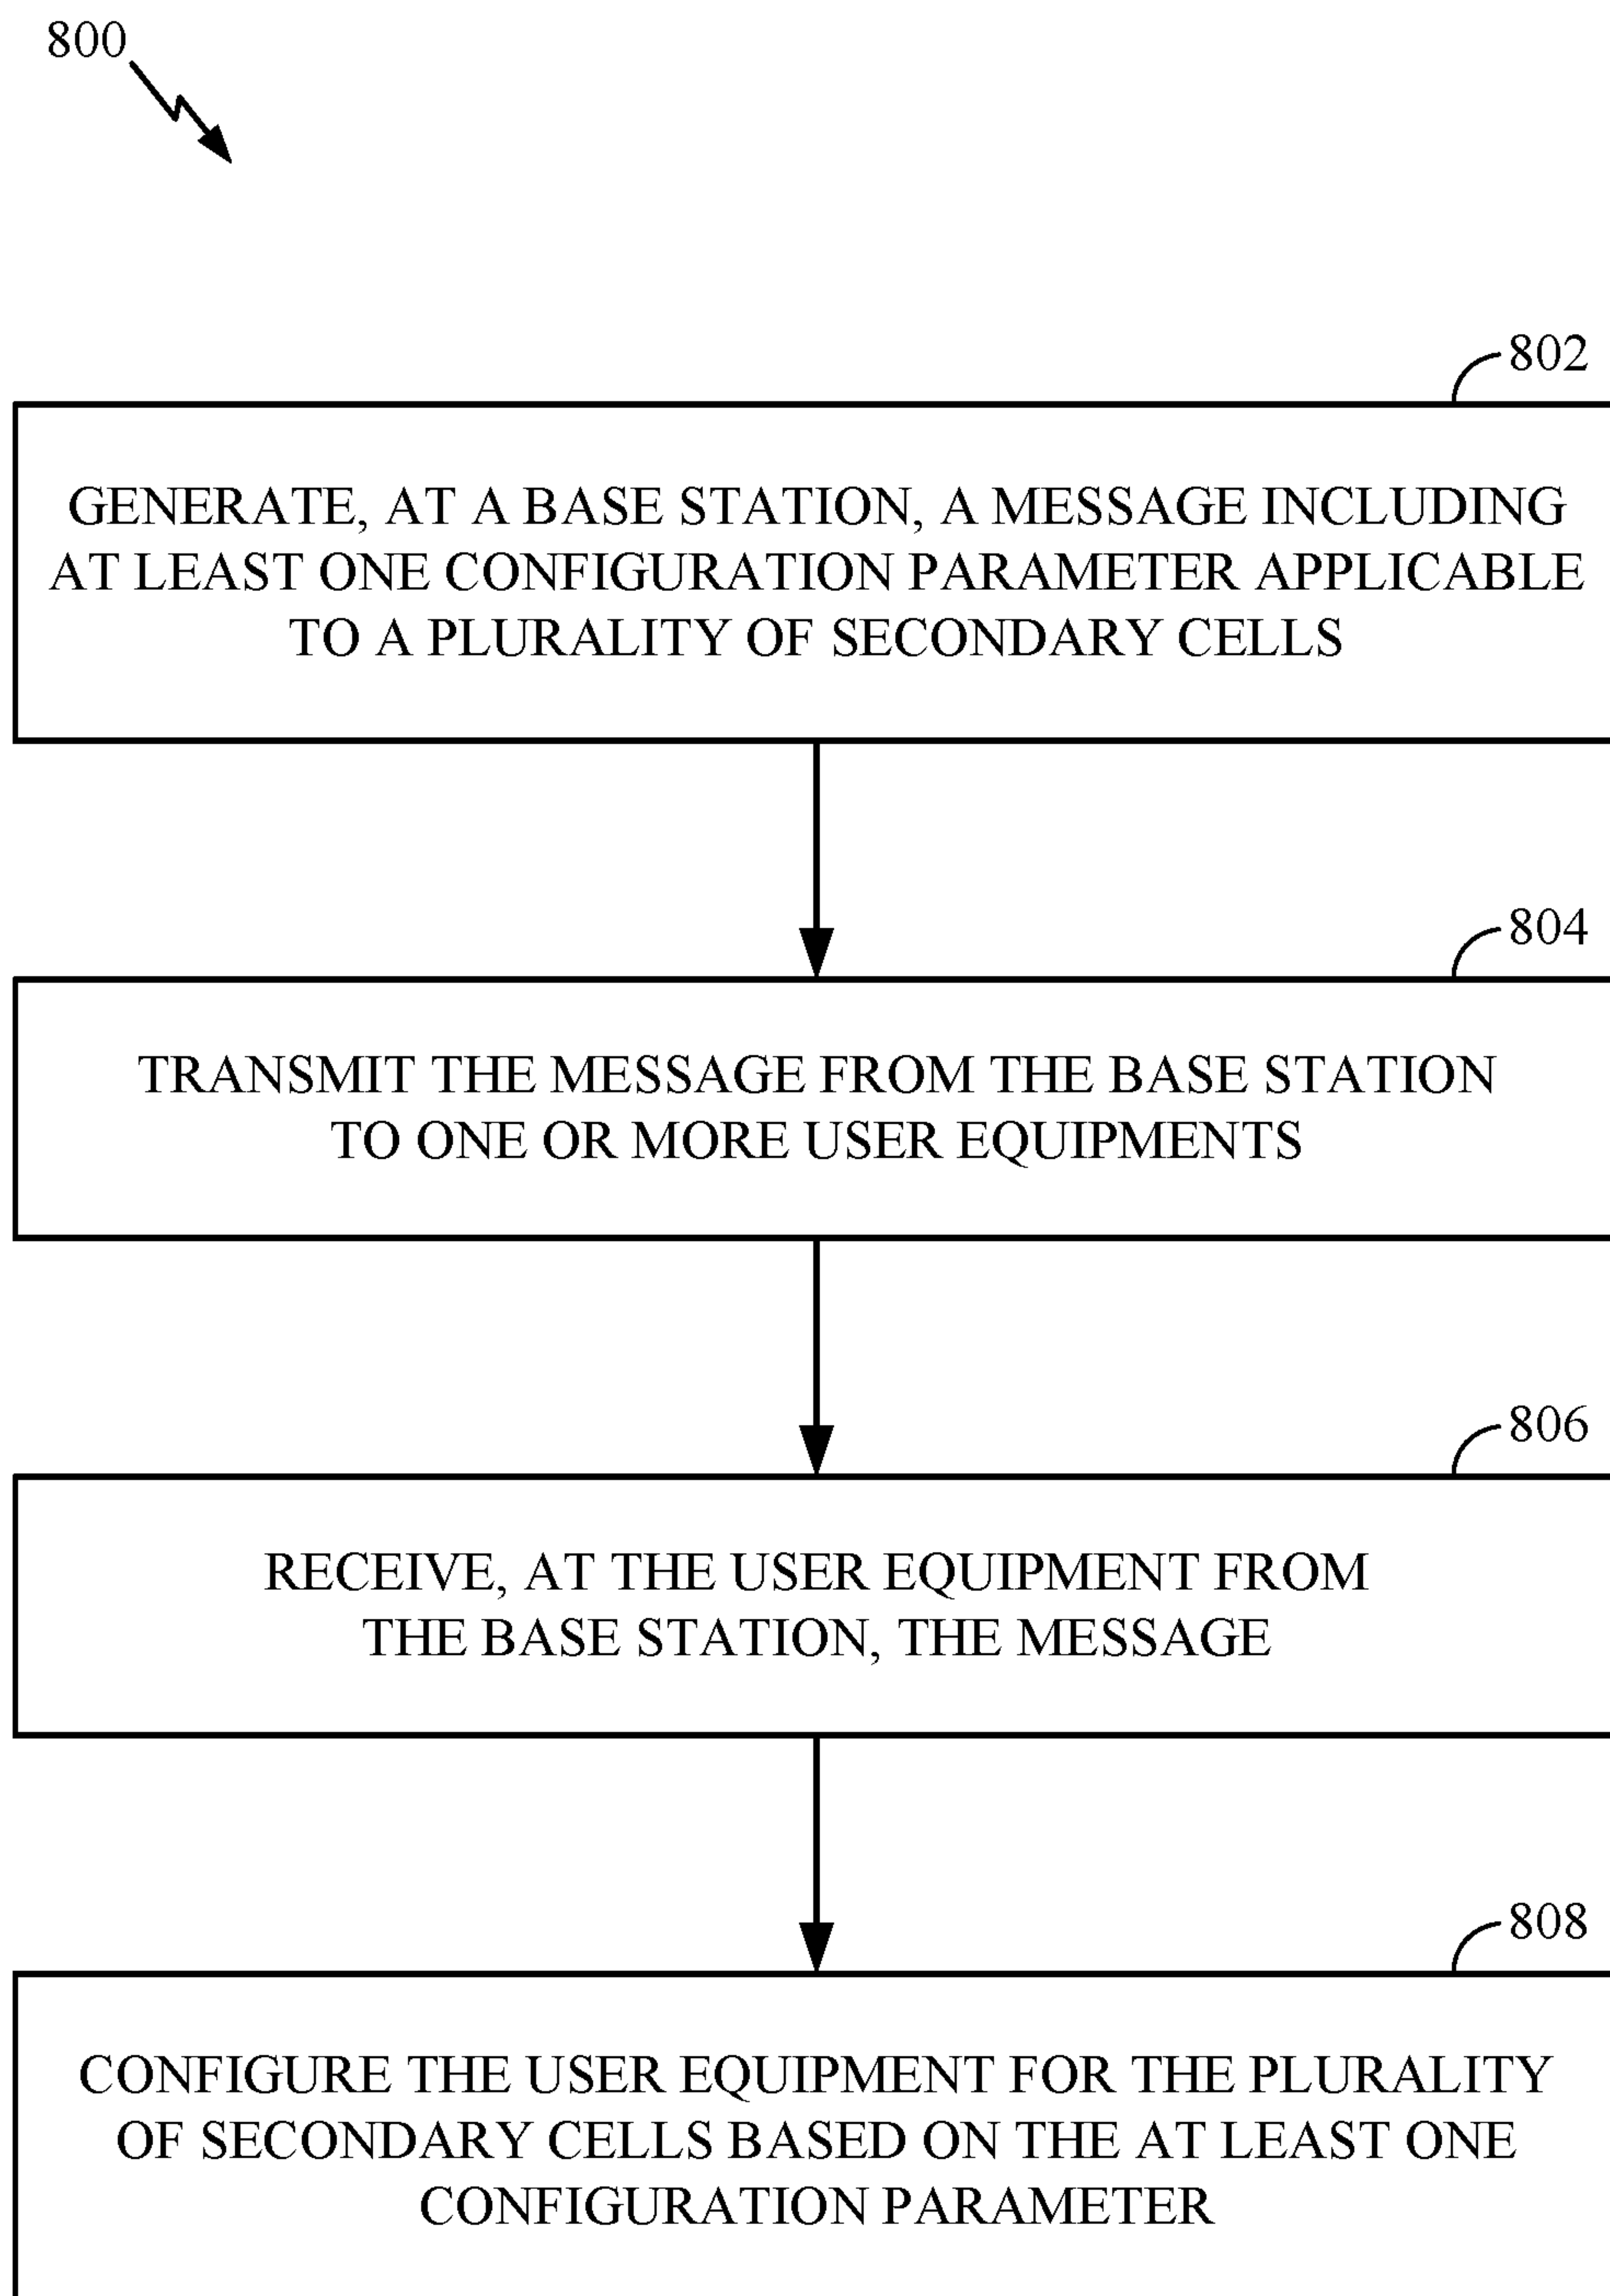 800
802
GENERATE, AT A BASE STATION, A MESSAGE INCLUDING
AT LEAST ONE CONFIGURATION PARAMETER APPLICABLE
TO A PLURALITY OF SECONDARY CELLS
804
TRANSMIT THE MESSAGE FROM THE BASE STATION
TO ONE OR MORE USER EQUIPMENTS
806
RECEIVE, AT THE USER EQUIPMENT FROM
THE BASE STATION, THE MESSAGE
808
CONFIGURE THE USER EQUIPMENT FOR THE PLURALITY
OF SECONDARY CELLS BASED ON THE AT LEAST ONE
CONFIGURATION PARAMETER